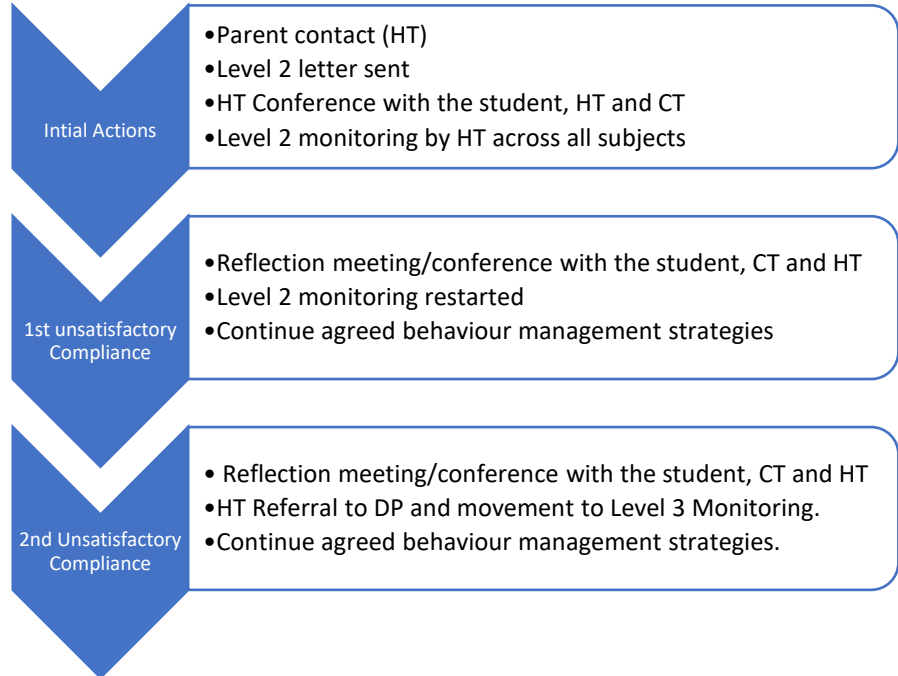 Intial Actions
•Parent contact (HT)
•Level 2 letter sent
•HT Conference with the student, HT and CT
•Level 2 monitoring by HT across all subjects
1st unsatisfactory
Compliance
•Reflection meeting/conference with the student, CT and HT
•Level 2 monitoring restarted
•Continue agreed behaviour management strategies
2nd Unsatisfactory
Compliance
• Reflection meeting/conference with the student, CT and HT
•HT Referral to DP and movement to Level 3 Monitoring.
•Continue agreed behaviour management strategies.